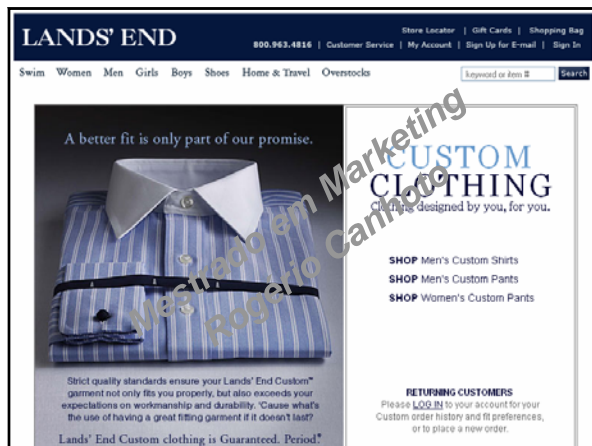 LANDS' END
Store Locator | Gift Cards | Shopping Bag
800.963.4816 | Customer Service | My Account | Sign Up for E-mail | Sign In
Swim Women Men Girls Boys Shoes Home & Travel Overstocks
keyword or item # Search
A better fit is only part of our promise.
Strict quality standards ensure your Lands' End Custom™
garment not only fits you properly, but also exceeds your
expectations on workmanship and durability. 'Cause what's
the use of having a great fitting garment if it doesn't last?
Lands' End Custom clothing is Guaranteed. Period.®
CUSTOM
CLOTHING
Clothing designed by you, for you.
SHOP Men's Custom Shirts
SHOP Men's Custom Pants
SHOP Women's Custom Pants
RETURNING CUSTOMERS
Please LOG IN to your account for your
Custom order history and fit preferences,
or to place a new order.
Mestrado em Marketing
Rogério Canhoto